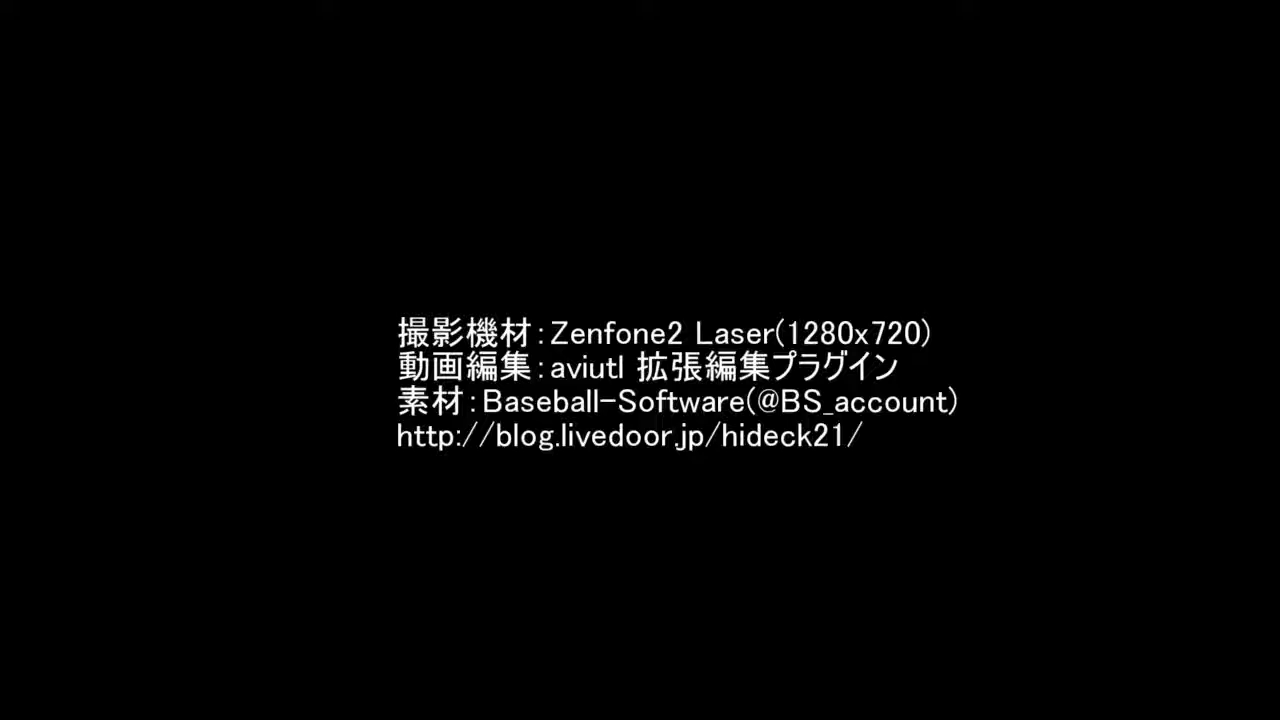 撮影機材：Zenfone2 Laser(1280x720)
動画編集：aviutl 拡張編集プラグイン
素材：Baseball-Software(@BS_account)
http://blog.livedoor.jp/hideck21/